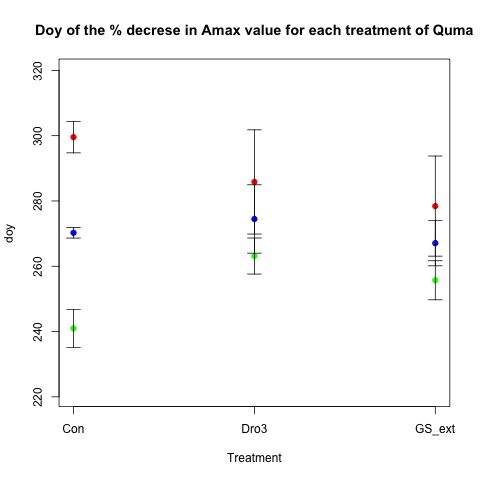 Doy of the % decrese in Amax value for each treatment of Quma
320
300
280
260
240
220
doy
Con
Dro3
GS_ext
Treatment